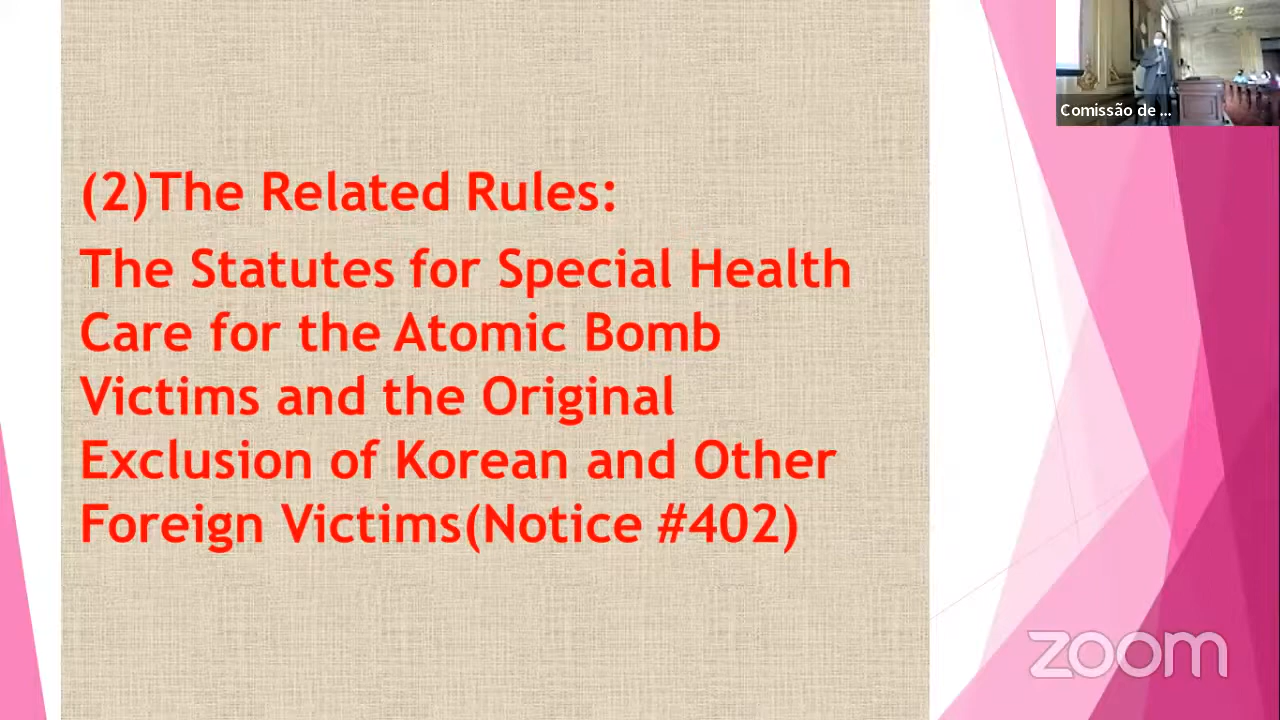 Comissão de ...
(2)The Related Rules:
The Statutes for Special Health
Care for the Atomic Bomb
Victims and the Original
Exclusion of Korean and Other
Foreign Victims(Notice #402)
zoom